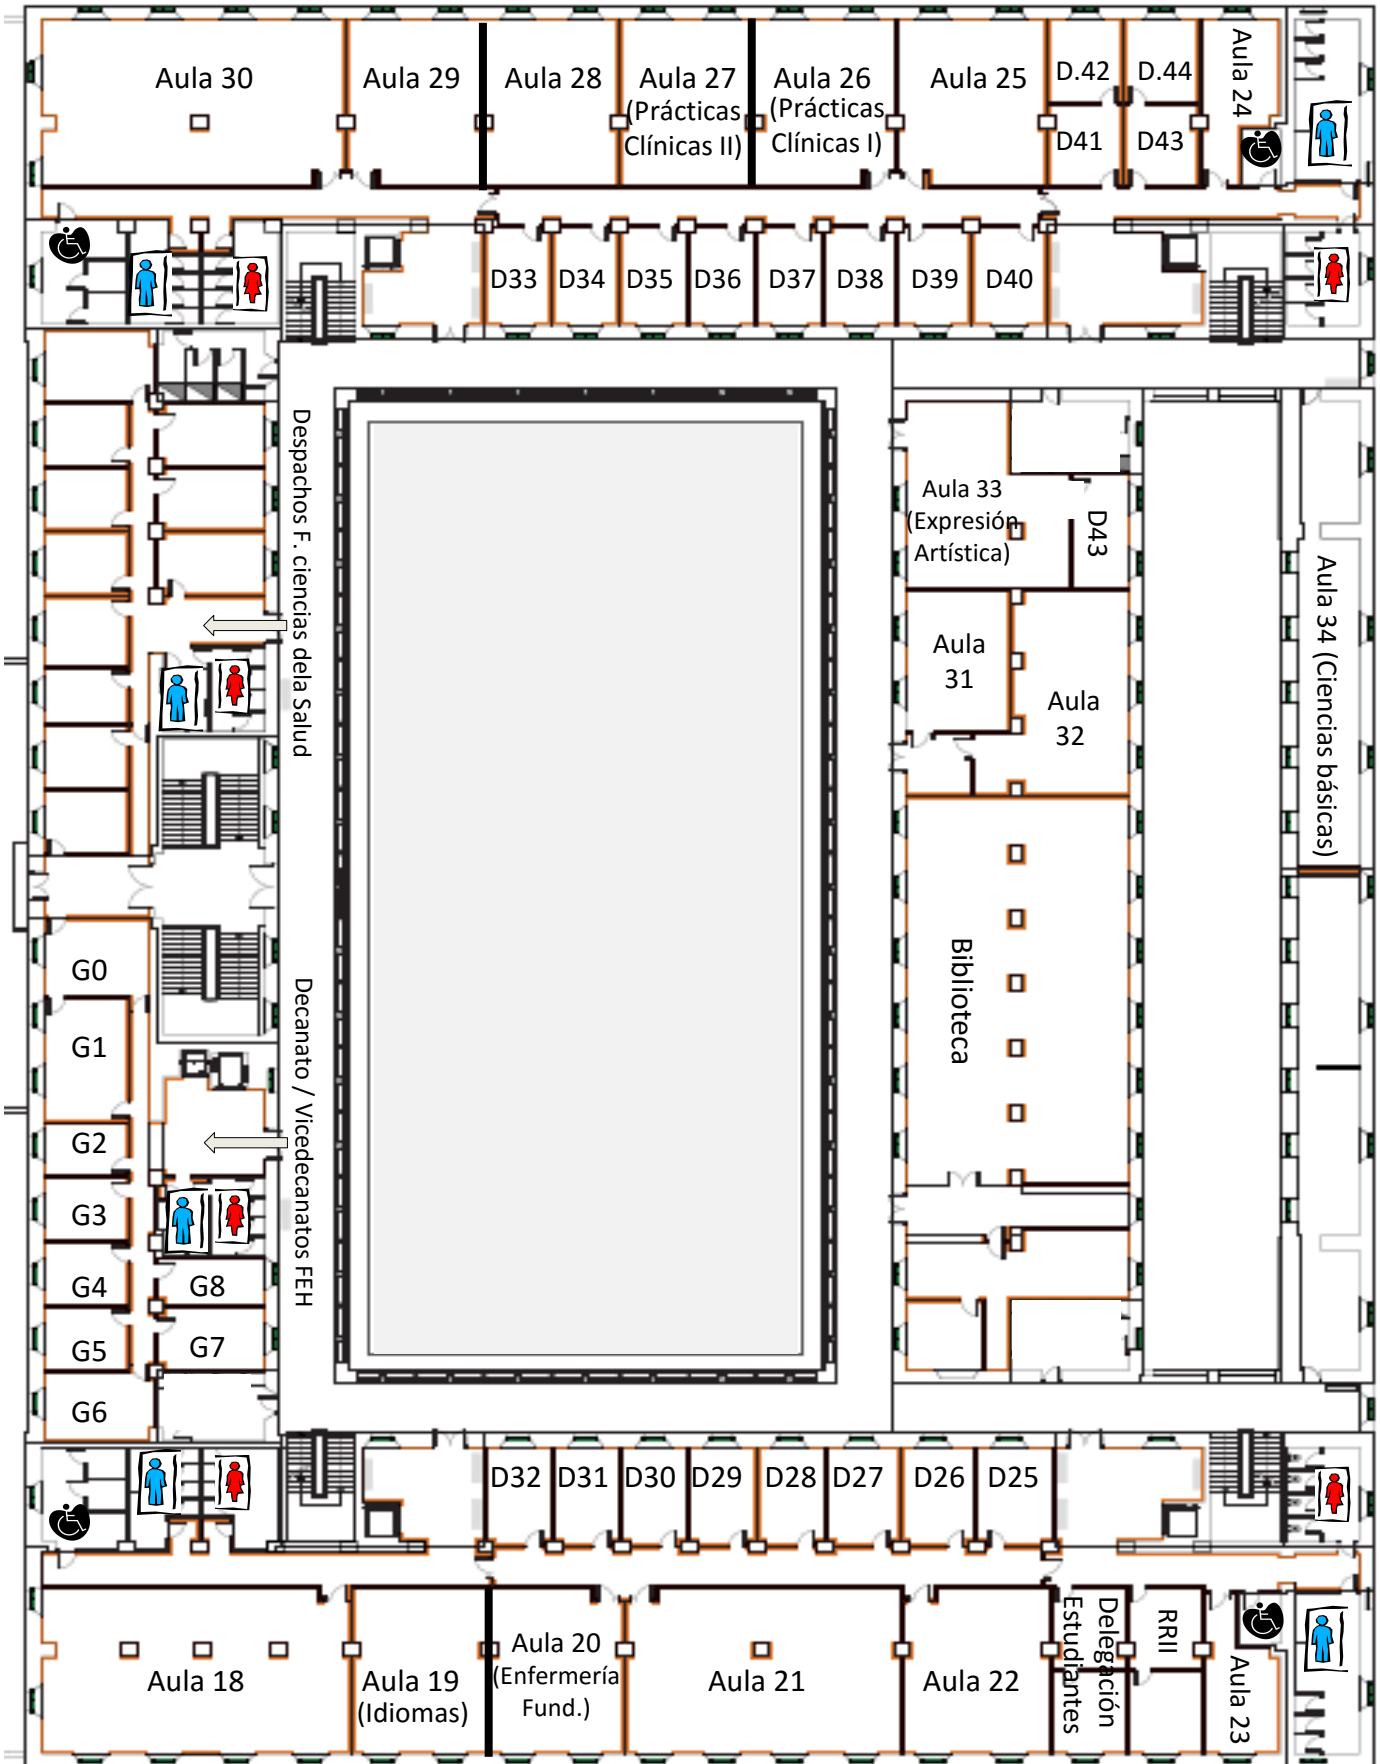 Aula 30
Aula 29
Aula 28
Aula 27
(Prácticas
Clínicas II)
Aula 26
(Prácticas
Clínicas I)
Aula 25
D.42
D.44
D41
D43
Aula 24
D33
D34
D35
D36
D37
D38
D39
D40
Despachos F. ciencias dela Salud
Aula 33
(Expresión
Artística)
D43
Aula
31
Aula
32
Aula 34 (Ciencias básicas)
Biblioteca
G0
G1
G2
G3
G4
G5
G6
G8
G7
Decanato / Vicedecanatos FEH
D32
D31
D30
D29
D28
D27
D26
D25
Aula 18
Aula 19
(Idiomas)
Aula 20
(Enfermería
Fund.)
Aula 21
Aula 22
Delegación
Estudiantes
RRII
Aula 23